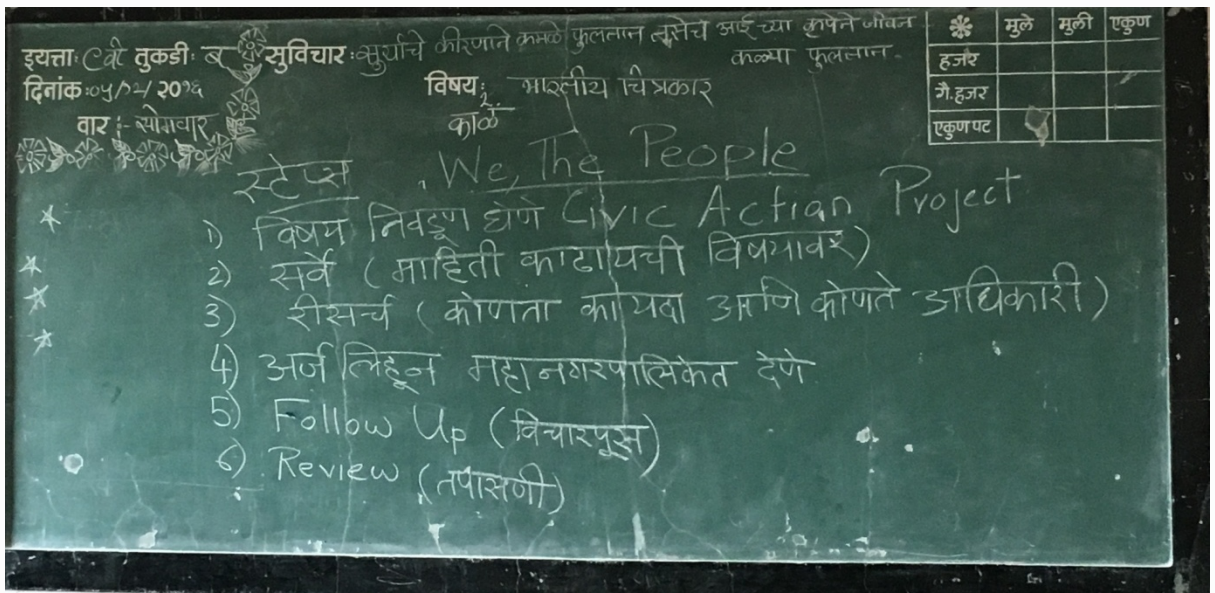 इयत्ता: ८वी तुकडी: ब सुविचार: सुर्याचे कीरणाने कमळे फुलतात तसेच आईच्या कृपेने जीवन
कळ्या फुलतात.
दिनांक: ०५/१२/२०१६ विषय: भारतीय चित्रकार
वार :- सोमवार काळे
मुले मुली एकुण
हजर
गै.हजर
एकुण पट
स्टेप्स We, The People
Civic Action Project
1) विषय निवडूण घेणे
2) सर्वे (माहिती काढायची विषयावर)
3) रीसर्च (कोणता कायदा आणि कोणते अधिकारी)
4) अर्ज लिहून महानगरपालिकेत देणे
5) Follow Up (विचारपूस)
6) Review (तपासणी)